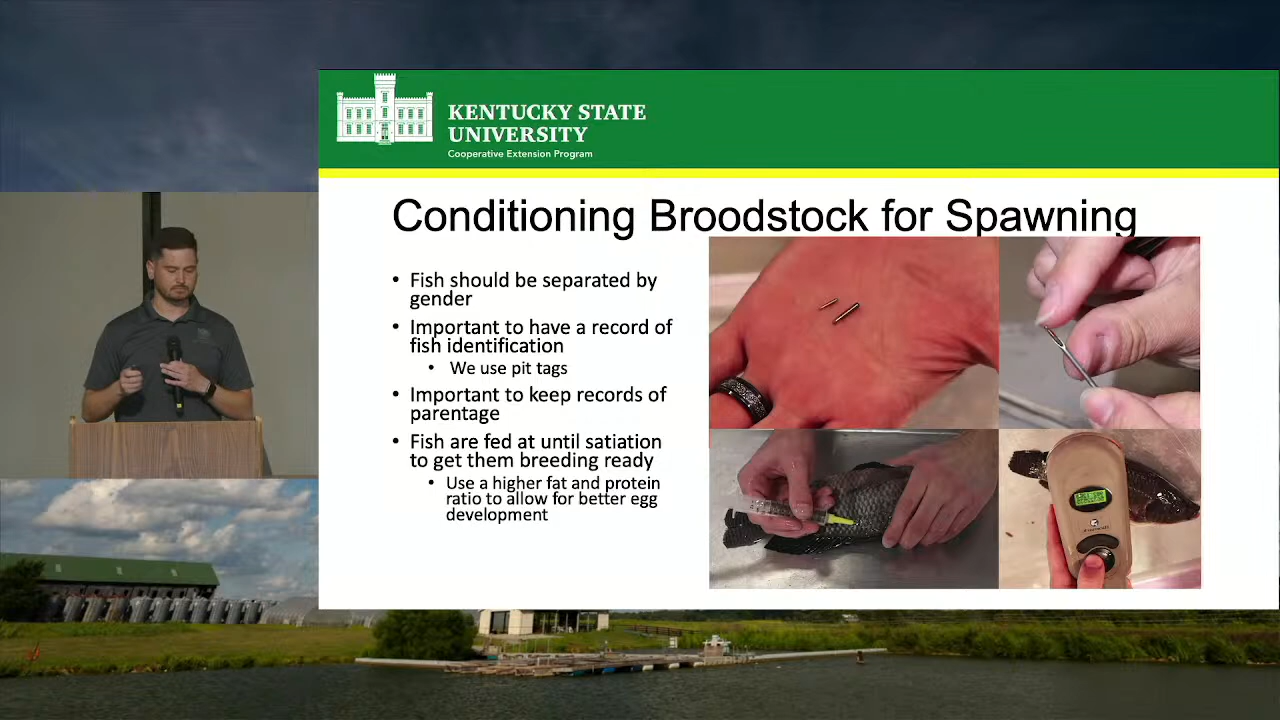 KENTUCKY STATE
UNIVERSITY
Cooperative Extension Program
Conditioning Broodstock for Spawning
• Fish should be separated by
gender
• Important to have a record of
fish identification
• We use pit tags
• Important to keep records of
parentage
• Fish are fed at until satiation
to get them breeding ready
• Use a higher fat and protein
ratio to allow for better egg
development